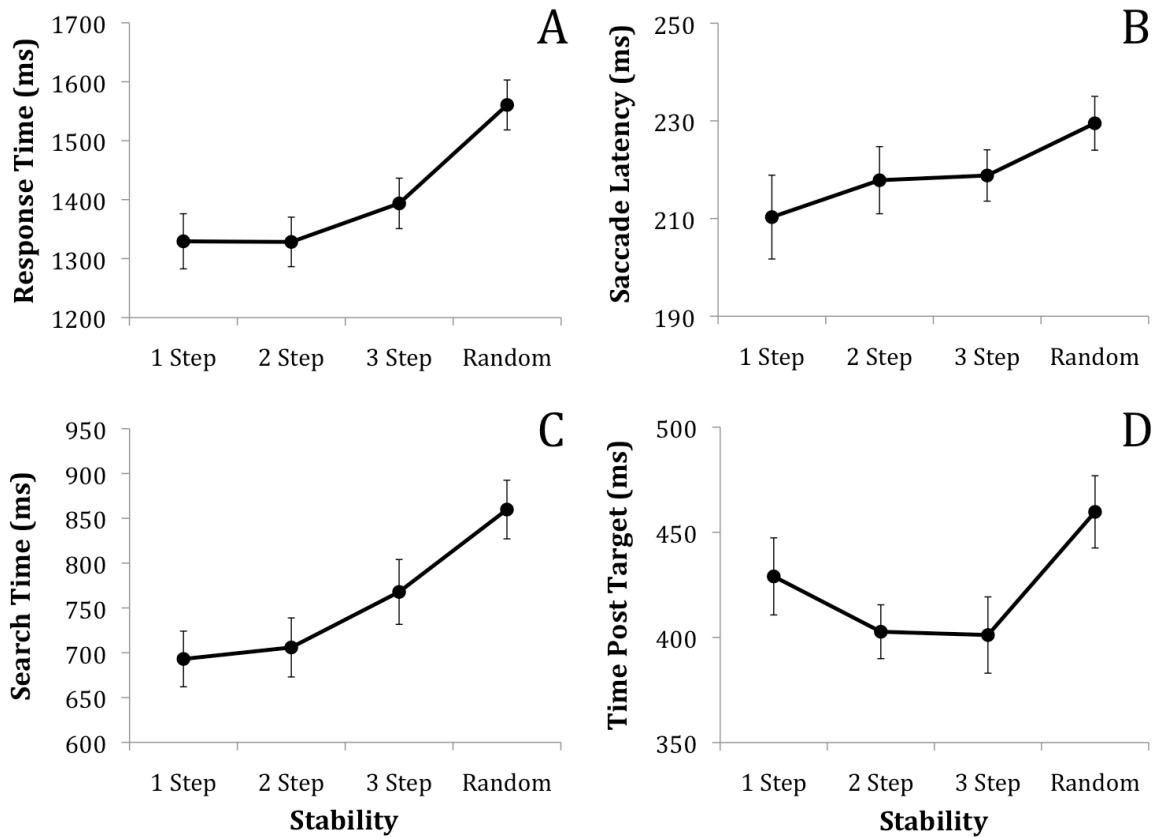 A
Response Time (ms)
1700
1600
1500
1400
1300
1200
1 Step 2 Step 3 Step Random
B
Saccade Latency (ms)
250
230
210
190
1 Step 2 Step 3 Step Random
C
Search Time (ms)
950
900
850
800
750
700
650
600
1 Step 2 Step 3 Step Random
Stability
D
Time Post Target (ms)
500
450
400
350
1 Step 2 Step 3 Step Random
Stability